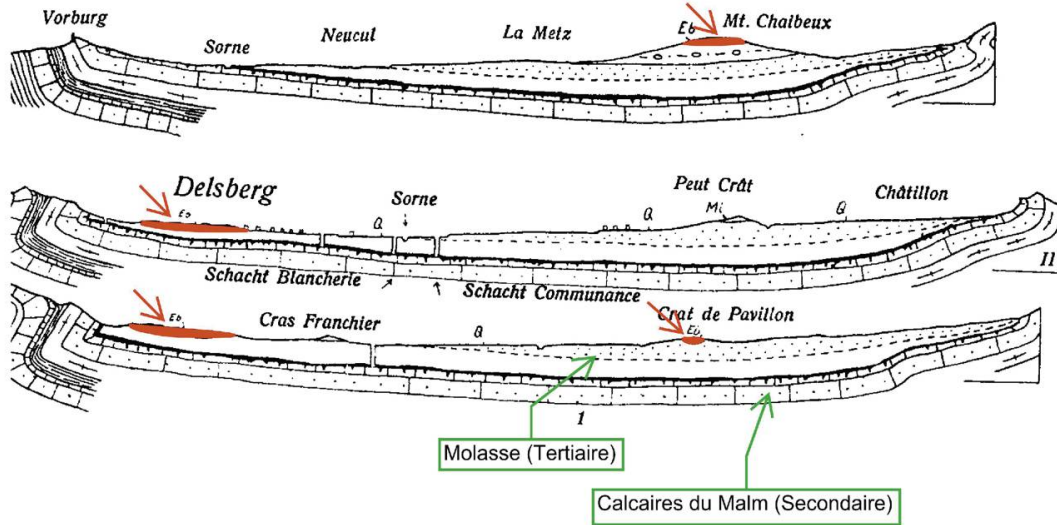 Vorburg
Sorne
Neucul
La Metz
Eb
Mt. Chaibeux
Delsberg
Eb
Q
Sorne
Q
Peut Crât
Mi
Q
Châtillon
II
Schacht Blancherie
Schacht Communance
Eb
Cras Franchier
Q
Crat de Pavillon
Eb
1
Molasse (Tertiaire)
Calcaires du Malm (Secondaire)